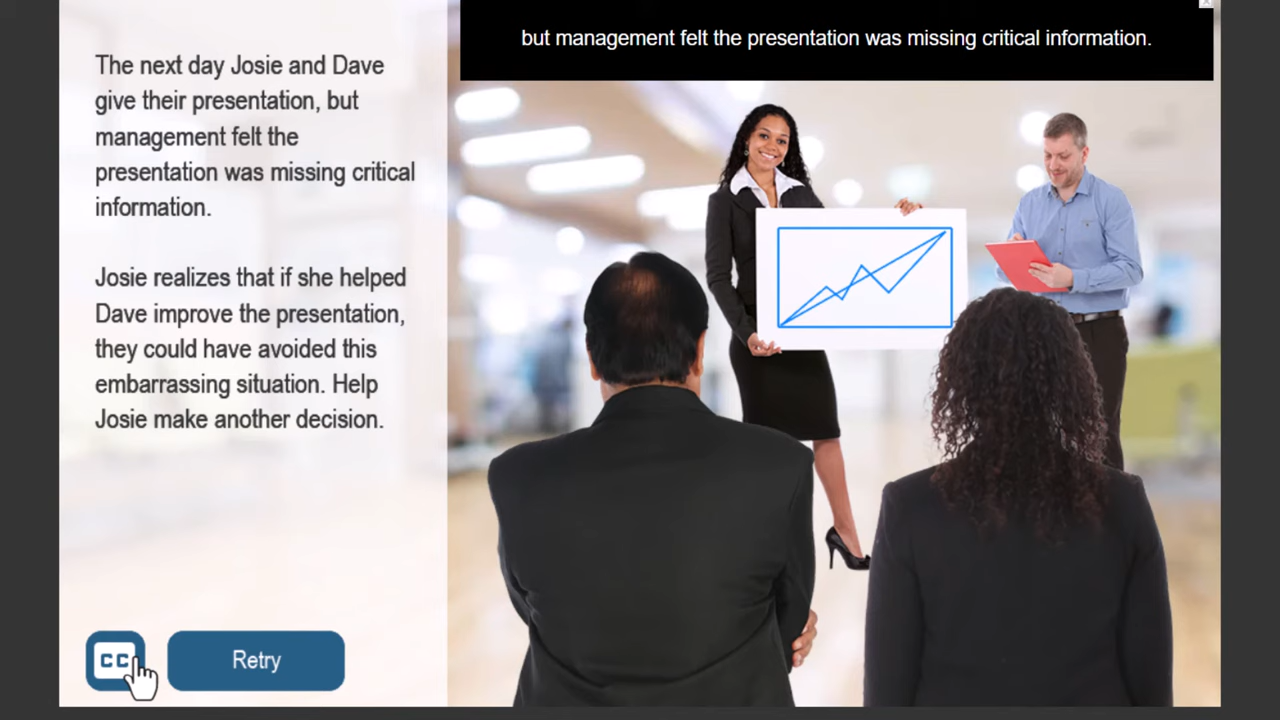 but management felt the presentation was missing critical information.
The next day Josie and Dave
give their presentation, but
management felt the
presentation was missing critical
information.
Josie realizes that if she helped
Dave improve the presentation,
they could have avoided this
embarrassing situation. Help
Josie make another decision.
CC
Retry